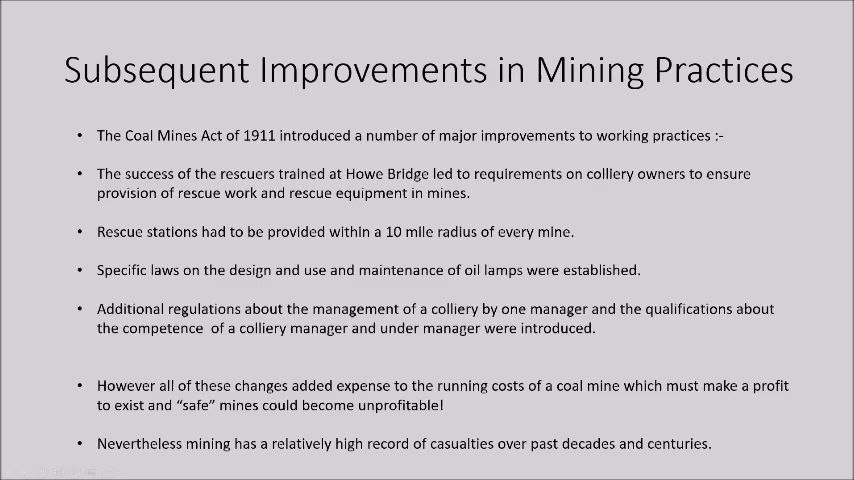 Subsequent Improvements in Mining Practices
• The Coal Mines Act of 1911 introduced a number of major improvements to working practices :-
• The success of the rescuers trained at Howe Bridge led to requirements on colliery owners to ensure
provision of rescue work and rescue equipment in mines.
• Rescue stations had to be provided within a 10 mile radius of every mine.
• Specific laws on the design and use and maintenance of oil lamps were established.
• Additional regulations about the management of a colliery by one manager and the qualifications about
the competence of a colliery manager and under manager were introduced.
• However all of these changes added expense to the running costs of a coal mine which must make a profit
to exist and “safe” mines could become unprofitable!
• Nevertheless mining has a relatively high record of casualties over past decades and centuries.